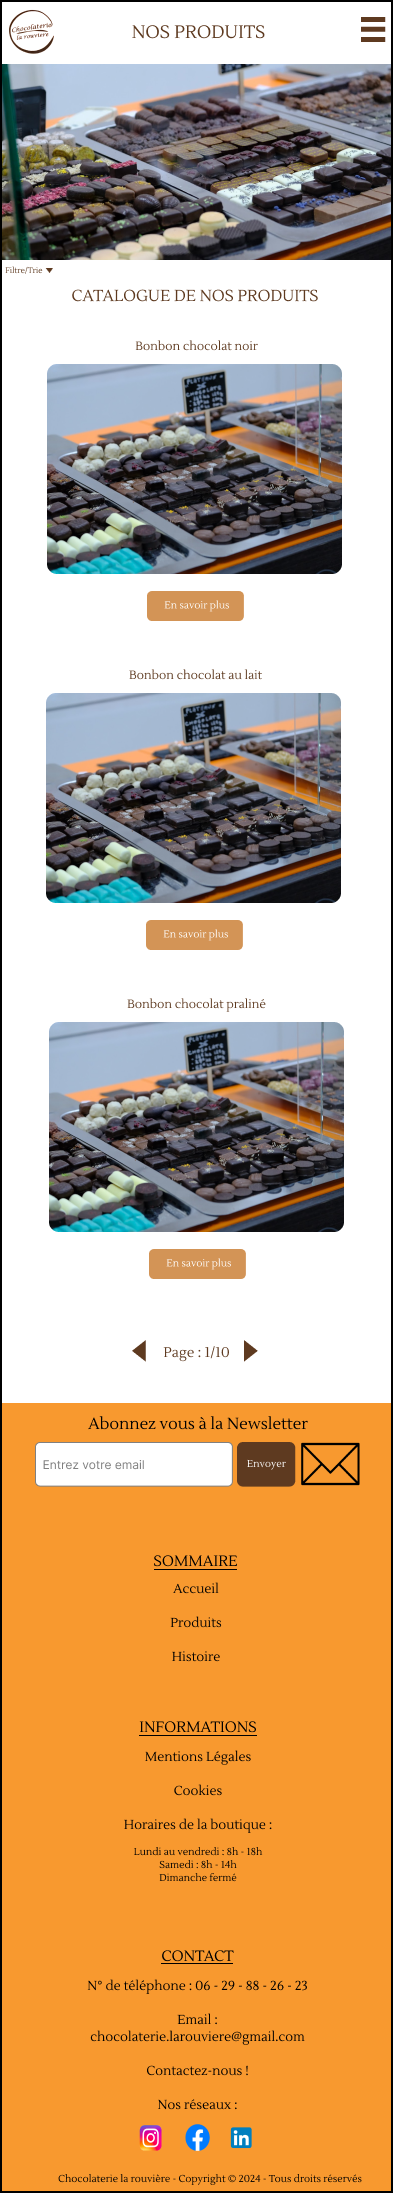 Chocolaterie
la rouvière
NOS PRODUITS
Filtre/Trie
CATALOGUE DE NOS PRODUITS
Bonbon chocolat noir
En savoir plus
Bonbon chocolat au lait
En savoir plus
Bonbon chocolat praliné
En savoir plus
Page : 1/10
Abonnez vous à la Newsletter
Entrez votre email
Envoyer
SOMMAIRE
Accueil
Produits
Histoire
INFORMATIONS
Mentions Légales
Cookies
Horaires de la boutique :
Lundi au vendredi : 8h - 18h
Samedi : 8h - 14h
Dimanche fermé
CONTACT
N° de téléphone : 06 - 29 - 88 - 26 - 23
Email :
chocolaterie.larouviere@gmail.com
Contactez-nous !
Nos réseaux :
in
Chocolaterie la rouvière - Copyright © 2024 - Tous droits réservés